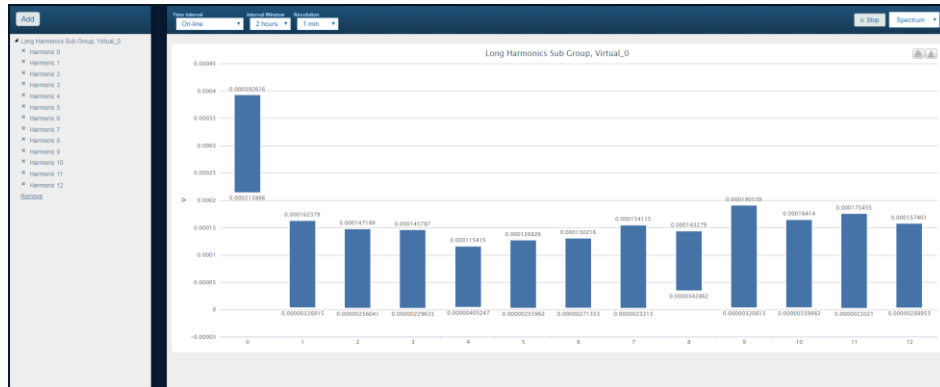 Add
Time Interval
Interval Window
Resolution
On-line
2 hours
1 min
Stop
Spectrum
Long Harmonics Sub Group, Virtual_0
Harmonic 0
Harmonic 1
Harmonic 2
Harmonic 3
Harmonic 4
Harmonic 5
Harmonic 6
Harmonic 7
Harmonic 8
Harmonic 9
Harmonic 10
Harmonic 11
Harmonic 12
Remove
Long Harmonics Sub Group, Virtual_0
0.00045
0.0004
0.00035
0.0003
0.00025
0.0002
0.00015
0.0001
0.00005
0
-0.00005
V
0.000392616
0.000162379
0.000147189
0.000145787
0.000115415
0.000126826
0.000130216
0.000154115
0.000143279
0.000190559
0.00016414
0.000175455
0.000157401
0.000213866
0.00000326915
0.00000256041
0.00000229633
0.00000405247
0.00000255962
0.00000271353
0.0000023213
0.0000342862
0.00000320813
0.00000339982
0.0000022021
0.00000288953
0 1 2 3 4 5 6 7 8 9 10 11 12